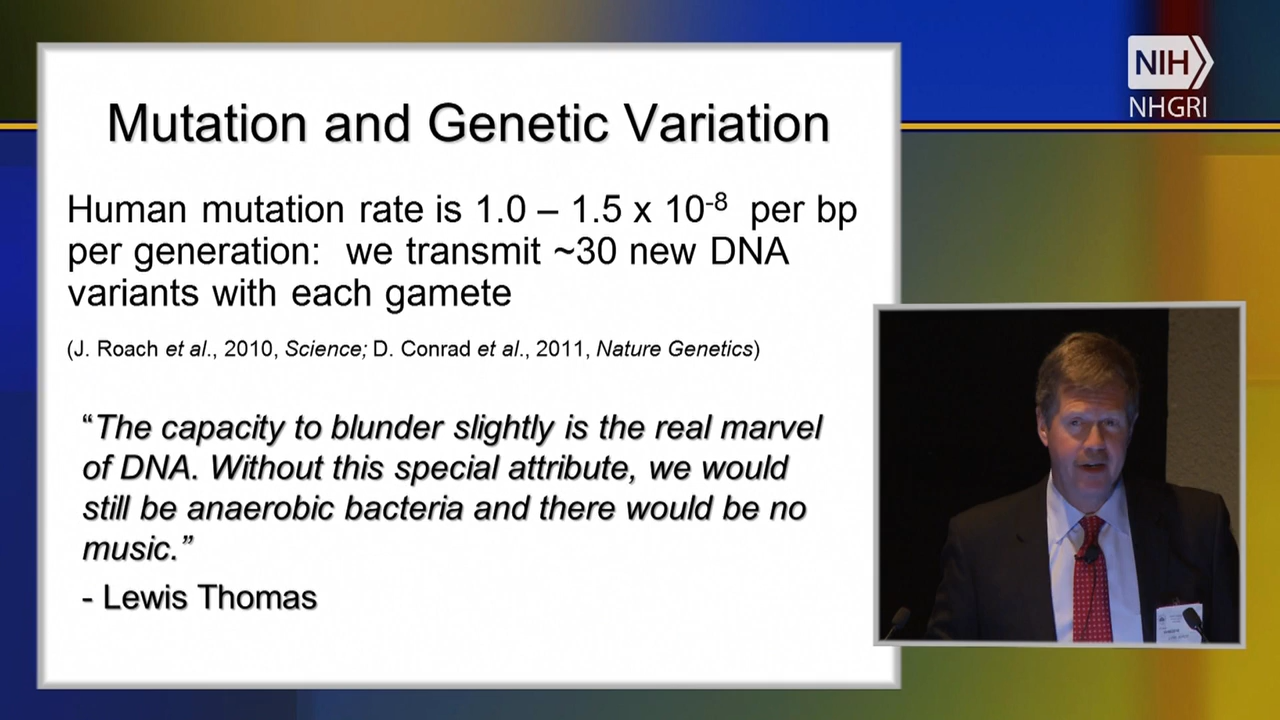 Mutation and Genetic Variation
Human mutation rate is 1.0 – 1.5 x 10⁻⁸ per bp
per generation: we transmit ~30 new DNA
variants with each gamete
(J. Roach et al., 2010, Science; D. Conrad et al., 2011, Nature Genetics)
“The capacity to blunder slightly is the real marvel
of DNA. Without this special attribute, we would
still be anaerobic bacteria and there would be no
music.”
- Lewis Thomas
NIH
NHGRI